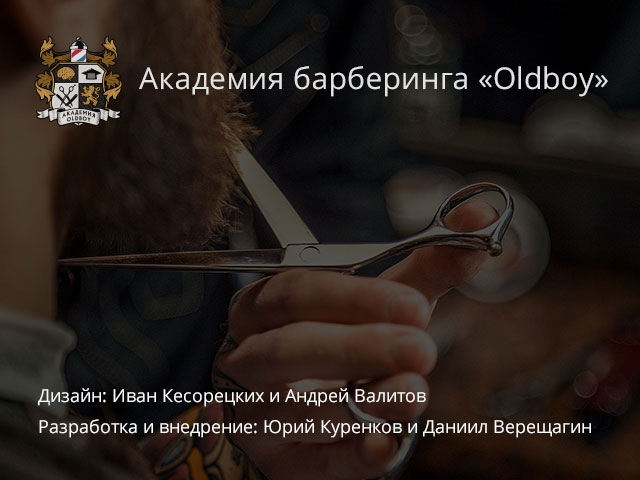 Академия барберинга «Oldboy»
АКАДЕМИЯ
OLDBOY
Дизайн: Иван Кесорецких и Андрей Валитов
Разработка и внедрение: Юрий Куренков и Даниил Верещагин